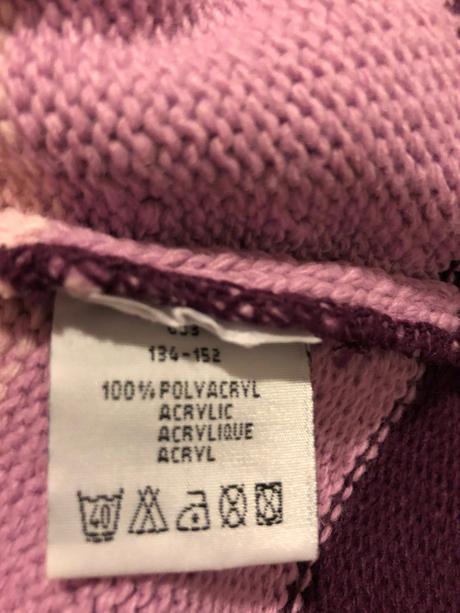 134-152
100% POLYACRYL
ACRYLIC
ACRYLIQUE
ACRYL
40